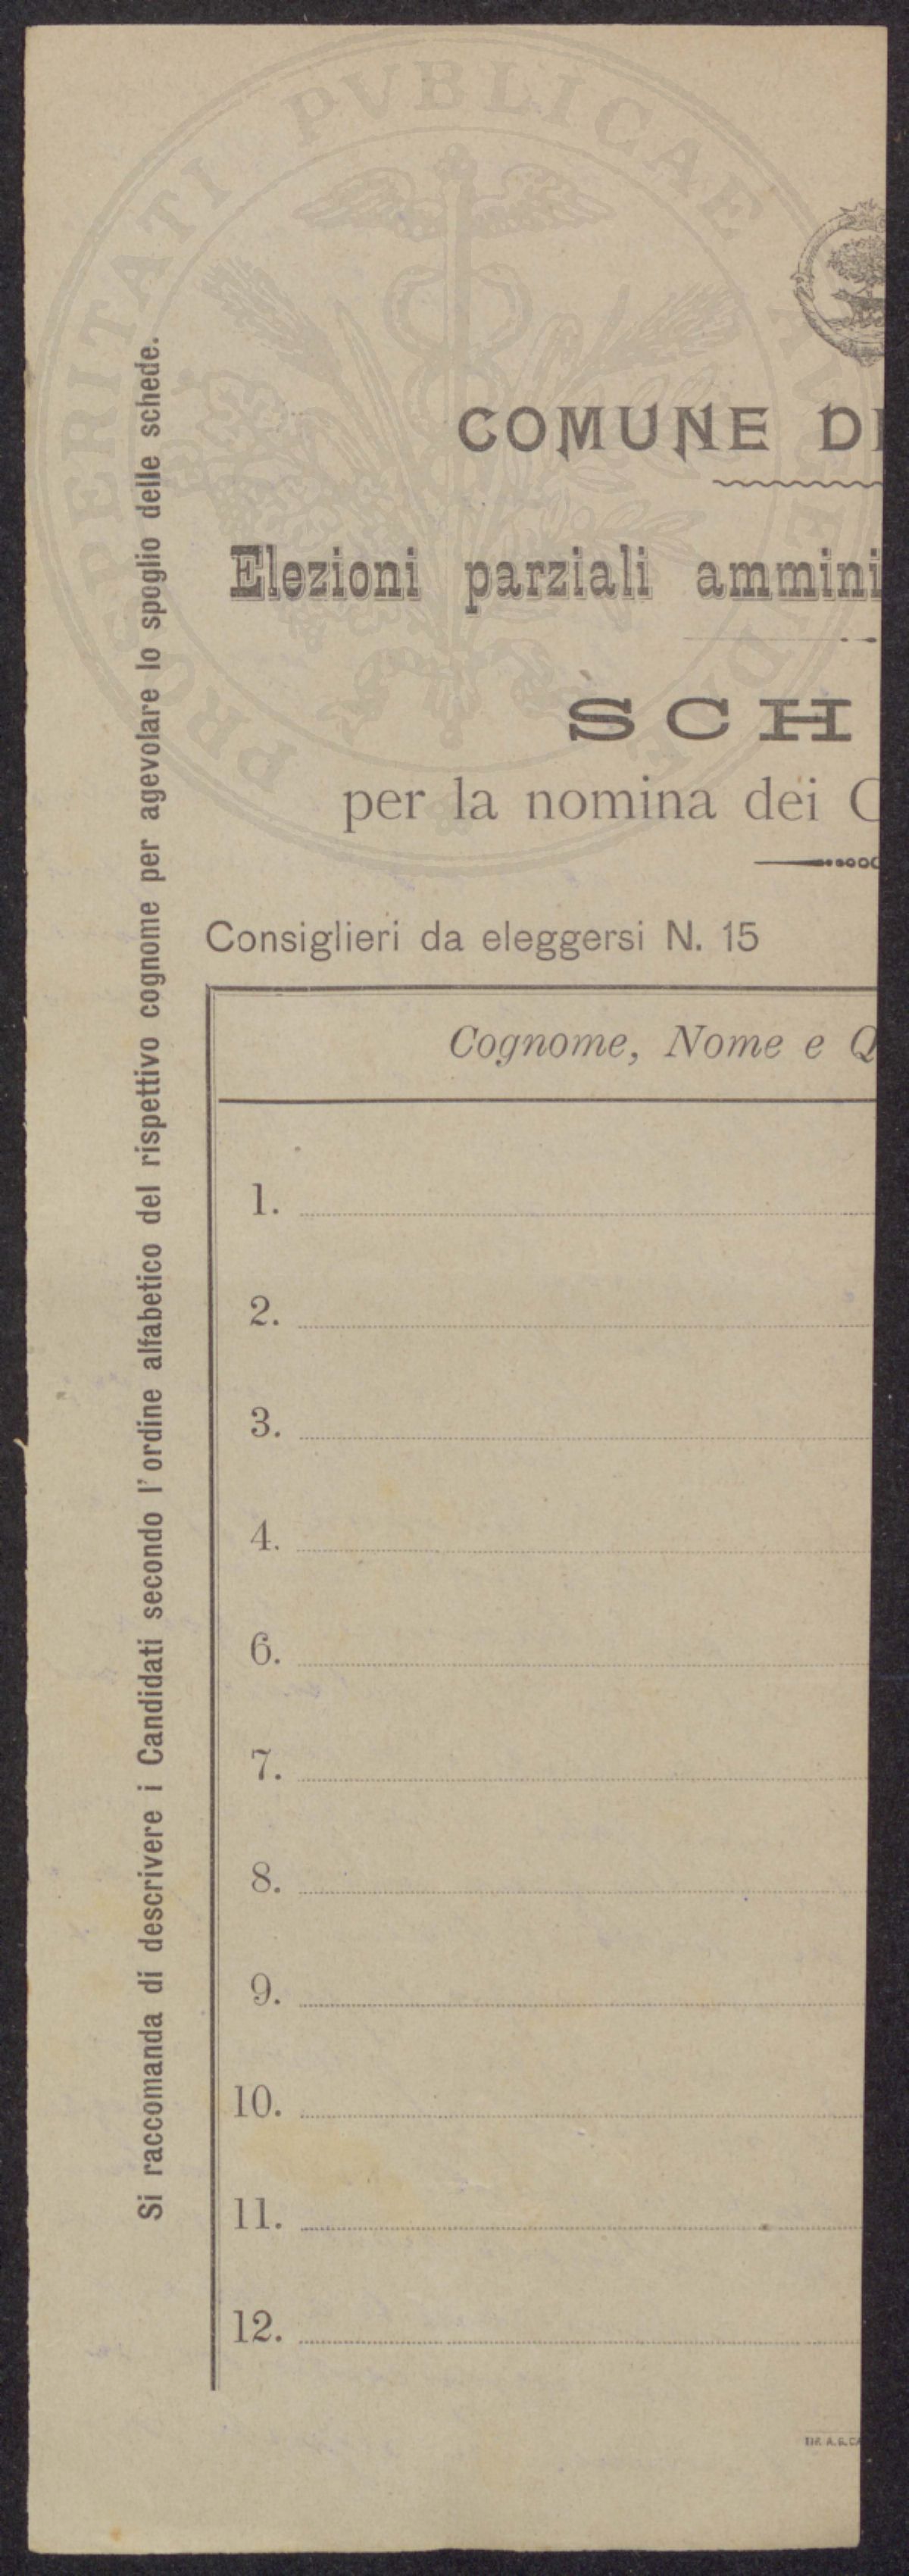 PROSPERITATI PVBLICAE
COMUNE DI
Elezioni parziali ammini
SCH
per la nomina dei C
Consiglieri da eleggersi N. 15
Cognome, Nome e Q
1.
2.
3.
4.
6.
7.
8.
9.
10.
11.
12.
Si raccomanda di descrivere i Candidati secondo l'ordine alfabetico del rispettivo cognome per agevolare lo spoglio delle schede.